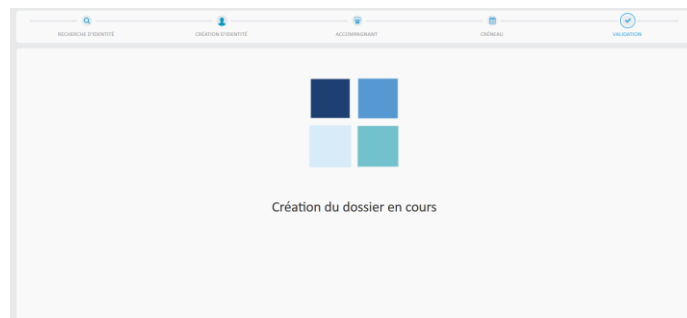 RECHERCHE D'IDENTITÉ
CRÉATION D'IDENTITÉ
ACCOMPAGNANT
CRÉNEAU
VALIDATION
Création du dossier en cours